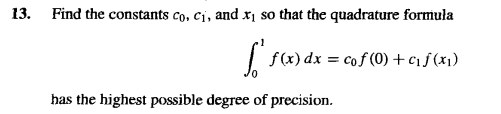 13. Find the constants c₀, c₁, and x₁ so that the quadrature formula
∫₀¹ f(x) dx = c₀f(0) + c₁f(x₁)
has the highest possible degree of precision.